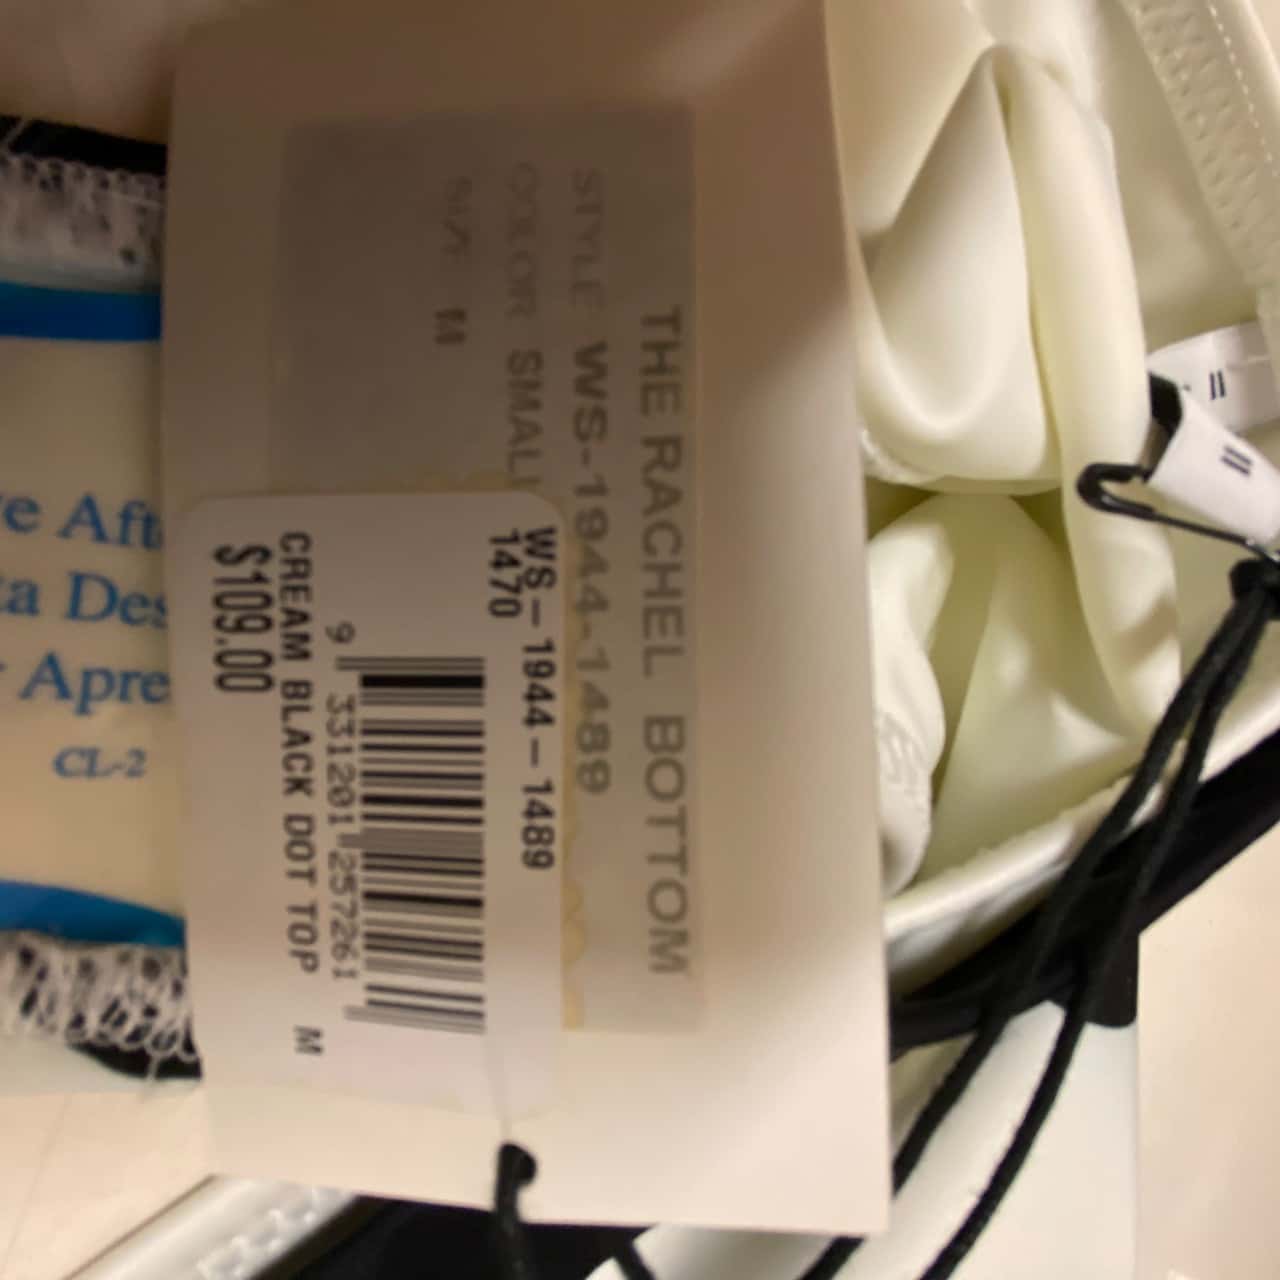 THE RACHEL BOTTOM
STYLE WS-1944-1489
COLOR SMALL
SIZE M
WS-1944-1489
1470
9 331201 257261
CREAM BLACK DOT TOP M
$109.00
CL-2